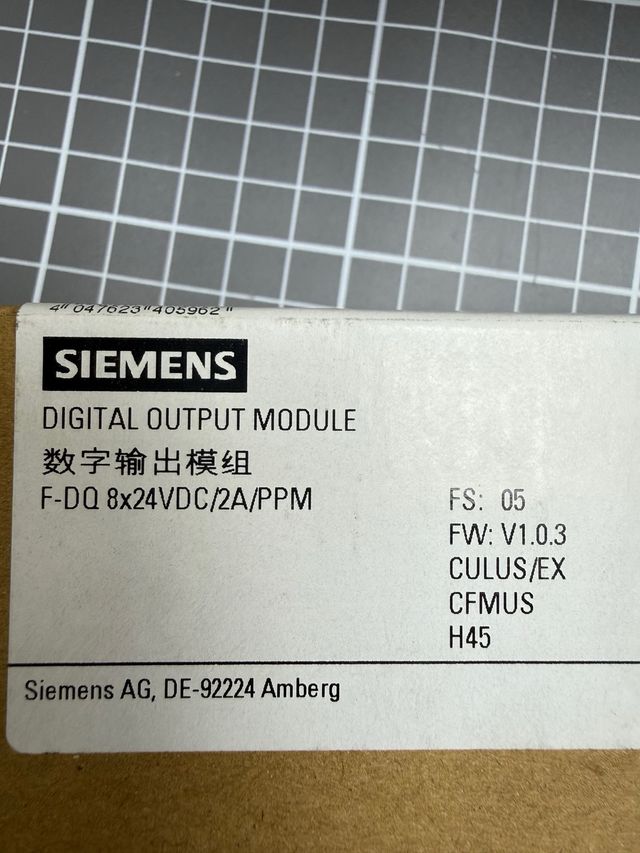 4" 047623"405962"
SIEMENS
DIGITAL OUTPUT MODULE
数字输出模组
F-DQ 8x24VDC/2A/PPM
FS: 05
FW: V1.0.3
CULUS/EX
CFMUS
H45
Siemens AG, DE-92224 Amberg